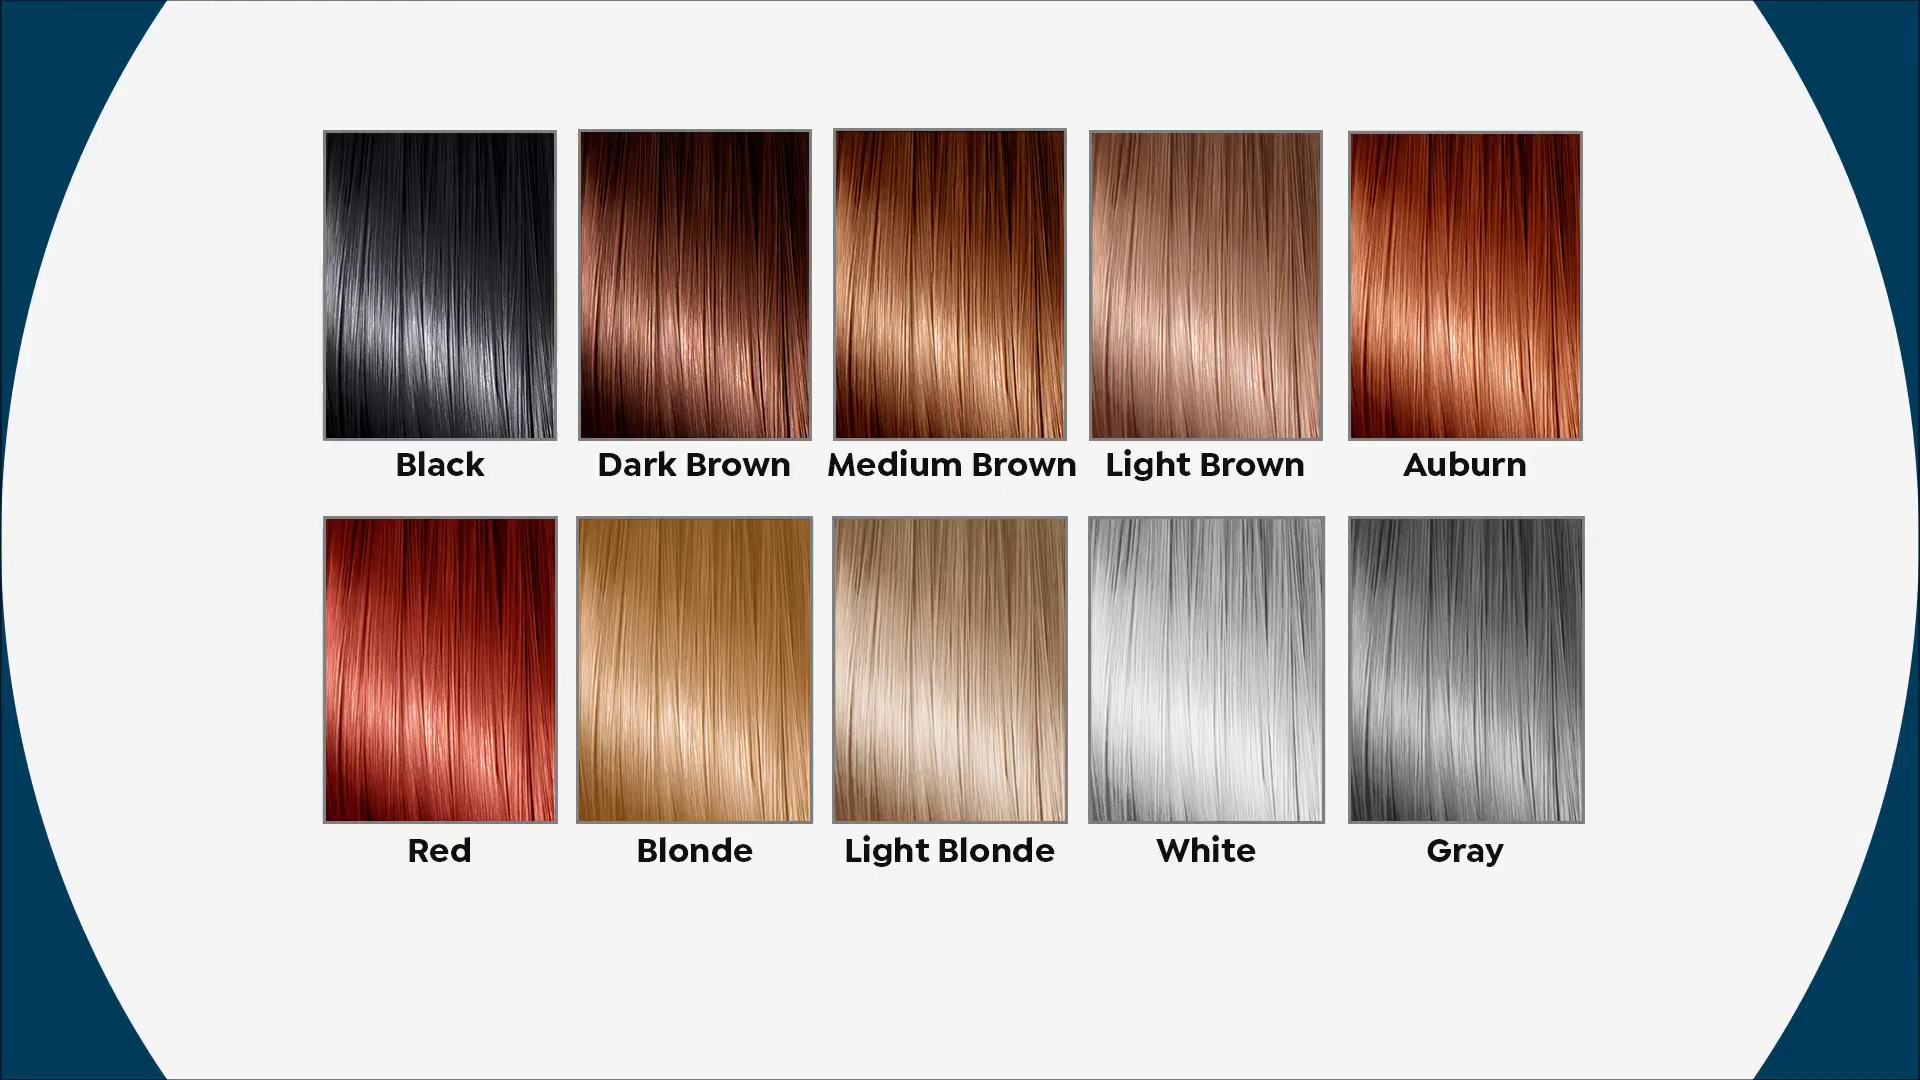 Black
Dark Brown
Medium Brown
Light Brown
Auburn
Red
Blonde
Light Blonde
White
Gray